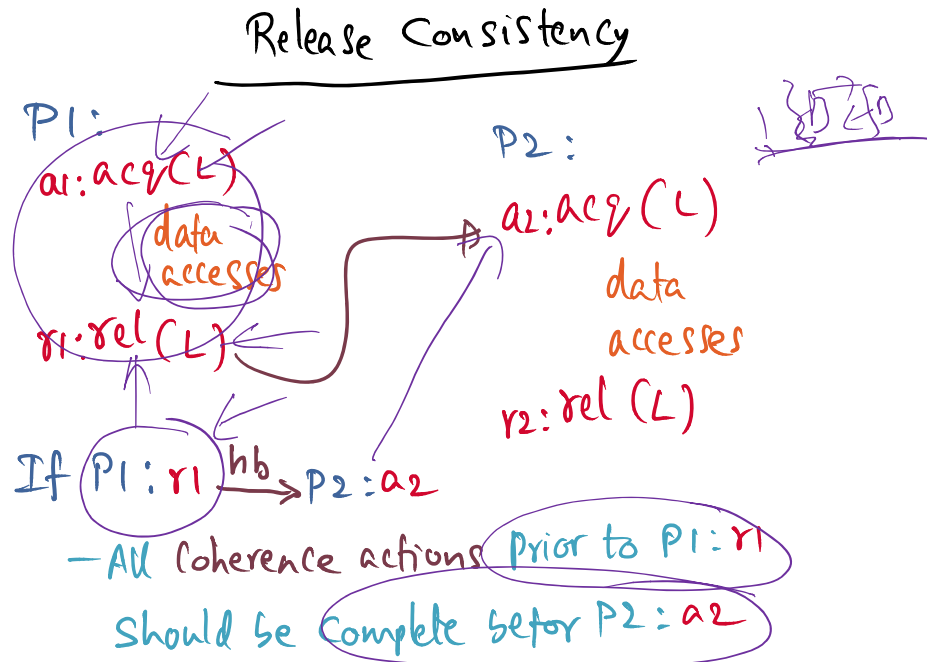 Release Consistency
P1:
a1:acq(L)
data
accesses
r1:rel(L)
P2:
a2:acq(L)
data
accesses
r2:rel(L)
If P1:r1 hb P2:a2
- All Coherence actions prior to P1:r1
should be complete befor P2:a2